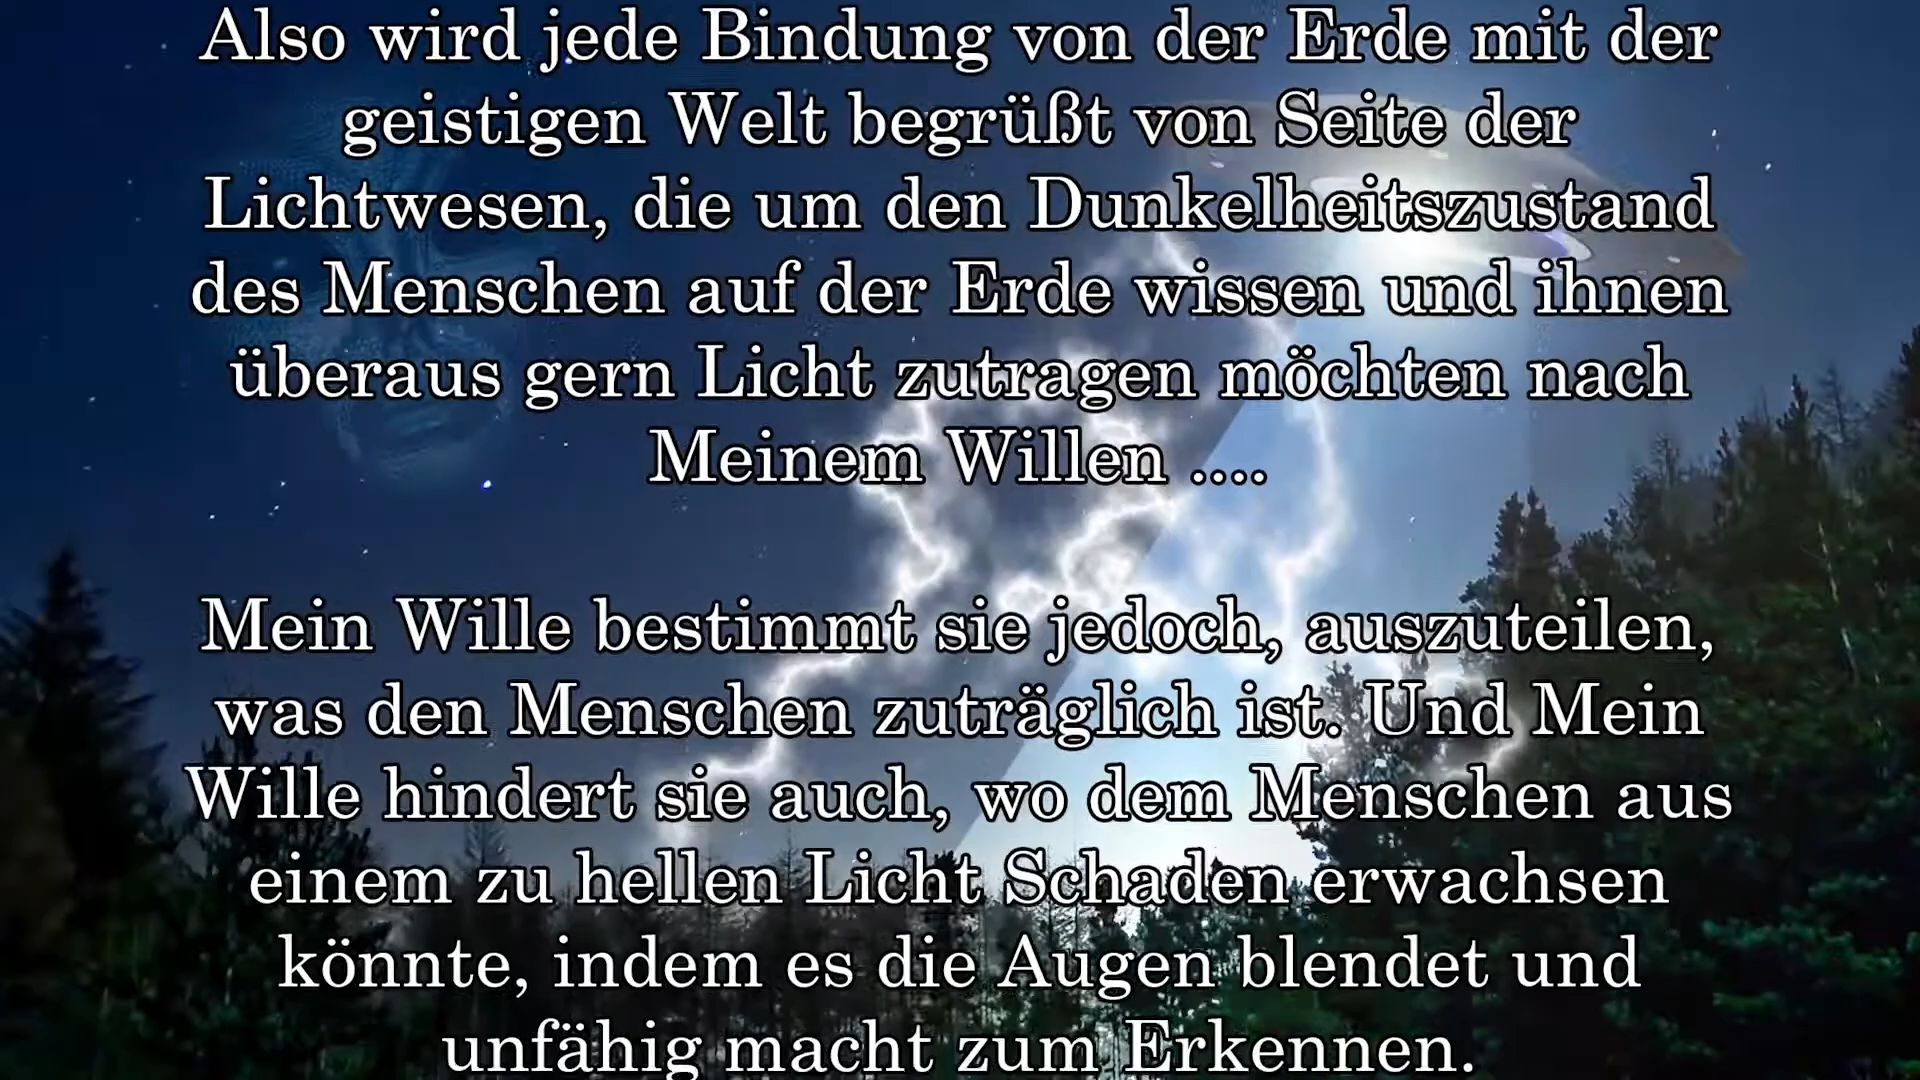 Also wird jede Bindung von der Erde mit der
geistigen Welt begrüßt von Seite der
Lichtwesen, die um den Dunkelheitszustand
des Menschen auf der Erde wissen und ihnen
überaus gern Licht zutragen möchten nach
Meinem Willen ....
Mein Wille bestimmt sie jedoch, auszuteilen,
was den Menschen zuträglich ist. Und Mein
Wille hindert sie auch, wo dem Menschen aus
einem zu hellen Licht Schaden erwachsen
könnte, indem es die Augen blendet und
unfähig macht zum Erkennen.